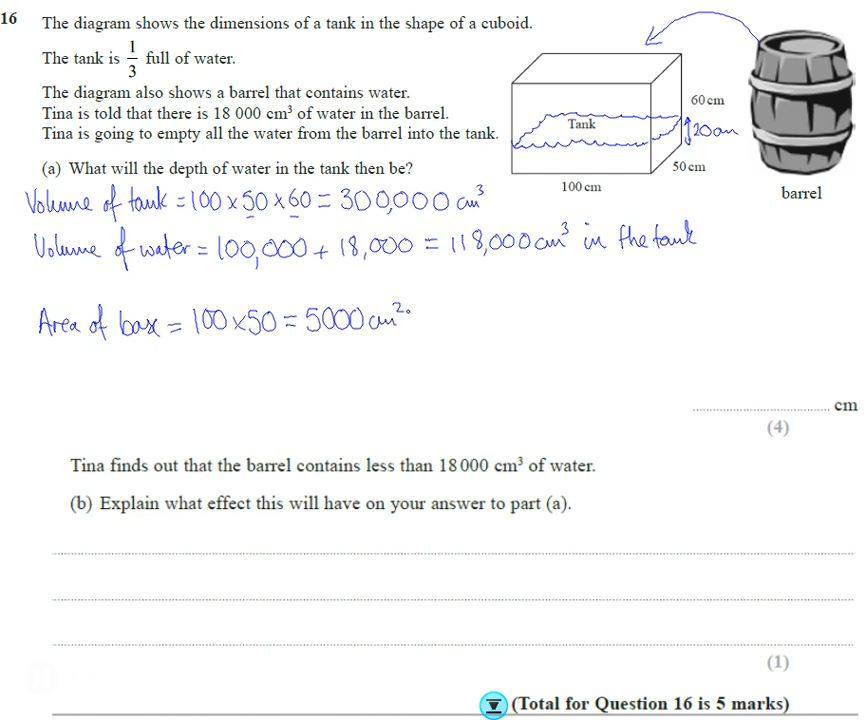 16 The diagram shows the dimensions of a tank in the shape of a cuboid.
The tank is 1/3 full of water.
The diagram also shows a barrel that contains water.
Tina is told that there is 18 000 cm³ of water in the barrel.
Tina is going to empty all the water from the barrel into the tank.
Tank
60 cm
20cm
50 cm
100 cm
barrel
(a) What will the depth of water in the tank then be?
Volume of tank = 100 x 50 x 60 = 300,000 cm³
Volume of water = 100,000 + 18,000 = 118,000 cm³ in the tank
Area of base = 100 x 50 = 5000 cm².
cm
(4)
Tina finds out that the barrel contains less than 18 000 cm³ of water.
(b) Explain what effect this will have on your answer to part (a).
(1)
(Total for Question 16 is 5 marks)